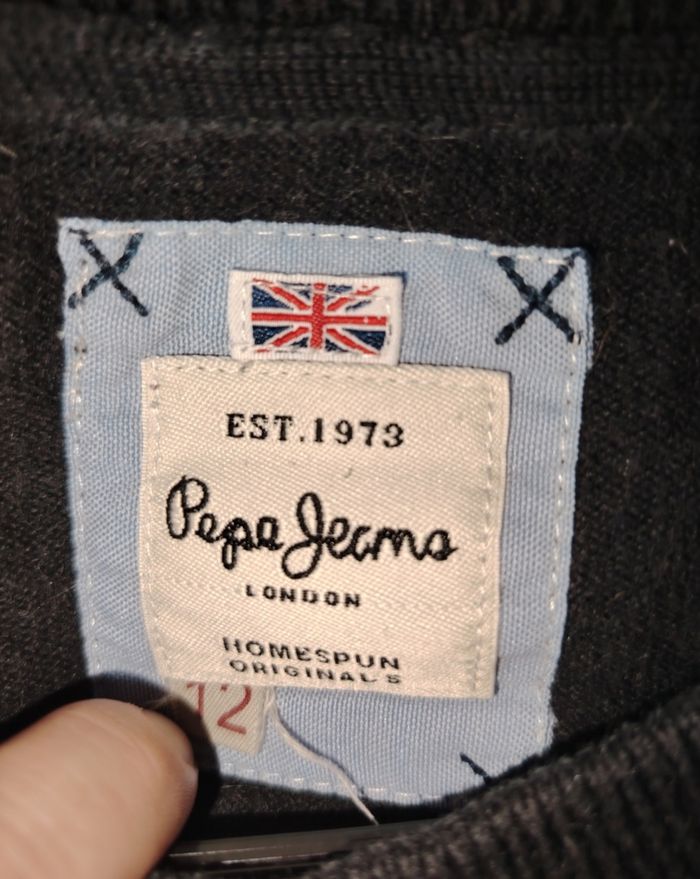 EST.1973
Pepe Jeans
LONDON
HOMESPUN
ORIGINALS
12